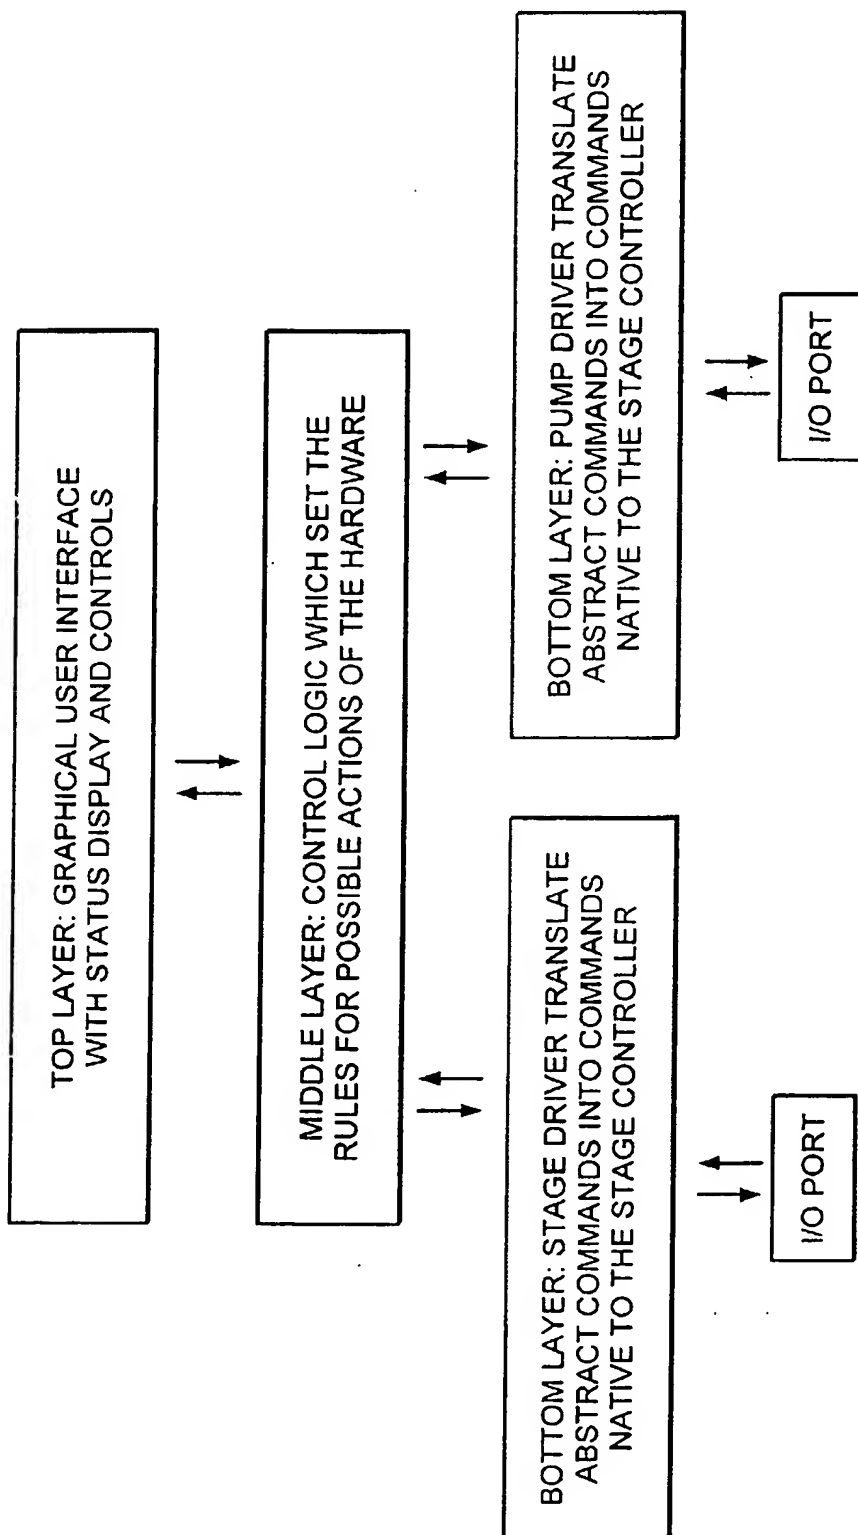 TOP LAYER: GRAPHICAL USER INTERFACE
WITH STATUS DISPLAY AND CONTROLS
MIDDLE LAYER: CONTROL LOGIC WHICH SET THE
RULES FOR POSSIBLE ACTIONS OF THE HARDWARE
BOTTOM LAYER: STAGE DRIVER TRANSLATE
ABSTRACT COMMANDS INTO COMMANDS
NATIVE TO THE STAGE CONTROLLER
BOTTOM LAYER: PUMP DRIVER TRANSLATE
ABSTRACT COMMANDS INTO COMMANDS
NATIVE TO THE STAGE CONTROLLER
I/O PORT
I/O PORT